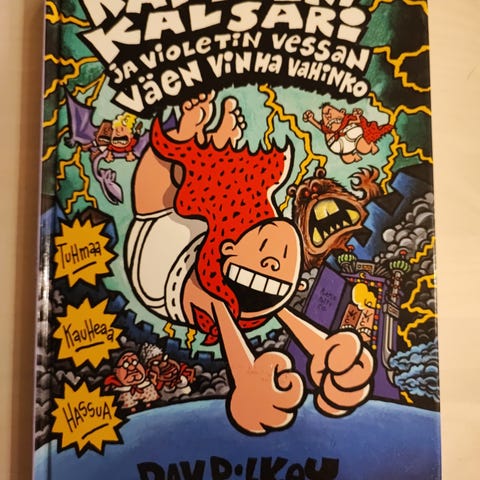 KALSARI
JA VIOLETIN VESSAN
VÄEN VINHA VAHINKO
TUHMAA
KAUHEAA
HASSUA
DAV PILKEY